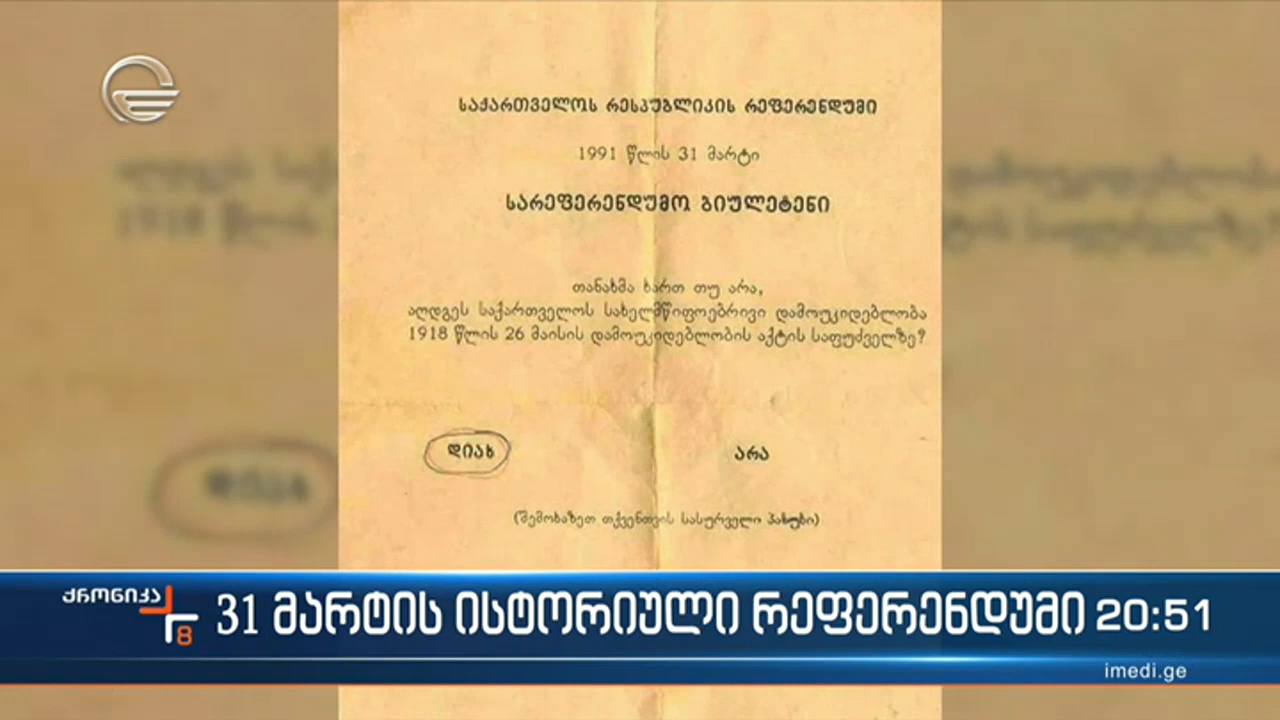 საქართველოს რესპუბლიკის რეფერენდუმი
1991 წლის 31 მარტი
სარეფერენდუმო ბიულეტენი
თანახმა ხართ თუ არა,
აღდგეს საქართველოს სახელმწიფოებრივი დამოუკიდებლობა
1918 წლის 26 მაისის დამოუკიდებლობის აქტის საფუძველზე?
დიახ არა
(შემოხაზეთ თქვენთვის სასურველი პასუხი)
ქრონიკა 8
31 მარტის ისტორიული რეფერენდუმი 20:51
imedi.ge